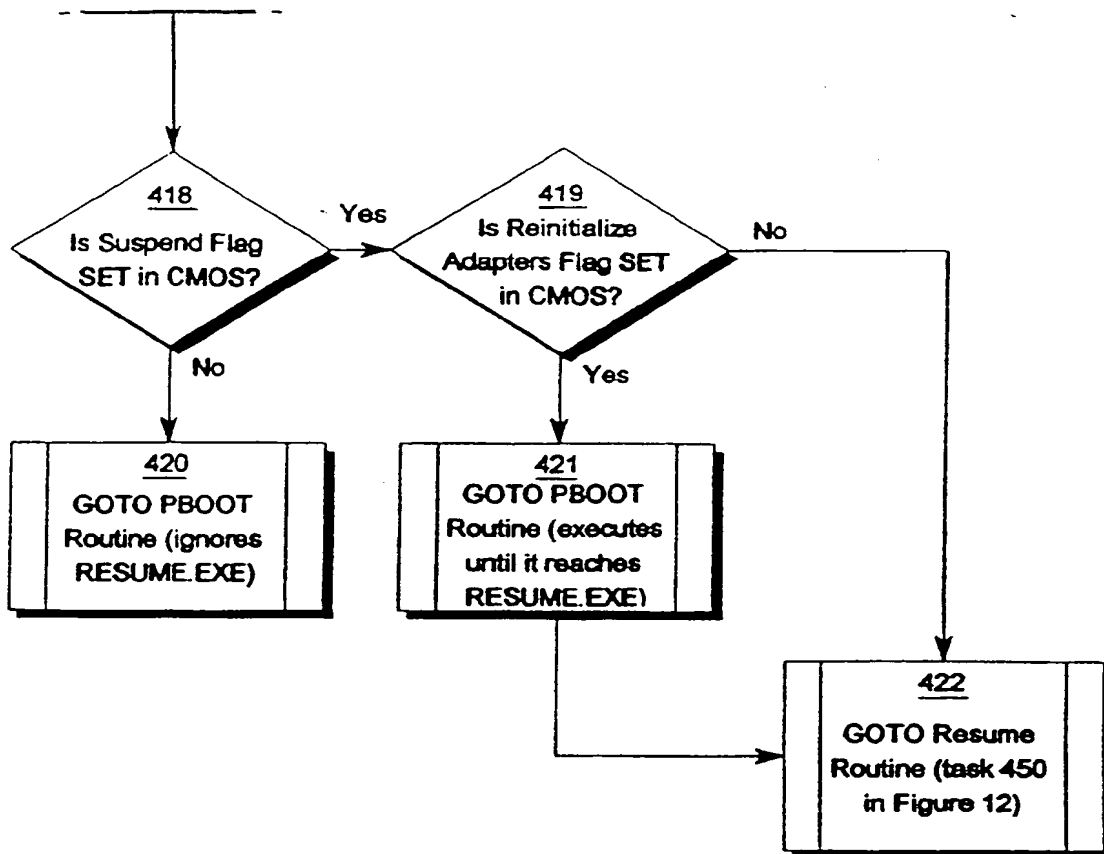 418
Is Suspend Flag
SET in CMOS?
Yes
No
419
Is Reinitialize
Adapters Flag SET
in CMOS?
No
Yes
420
GOTO PBOOT
Routine (ignores
RESUME.EXE)
421
GOTO PBOOT
Routine (executes
until it reaches
RESUME.EXE)
422
GOTO Resume
Routine (task 450
in Figure 12)